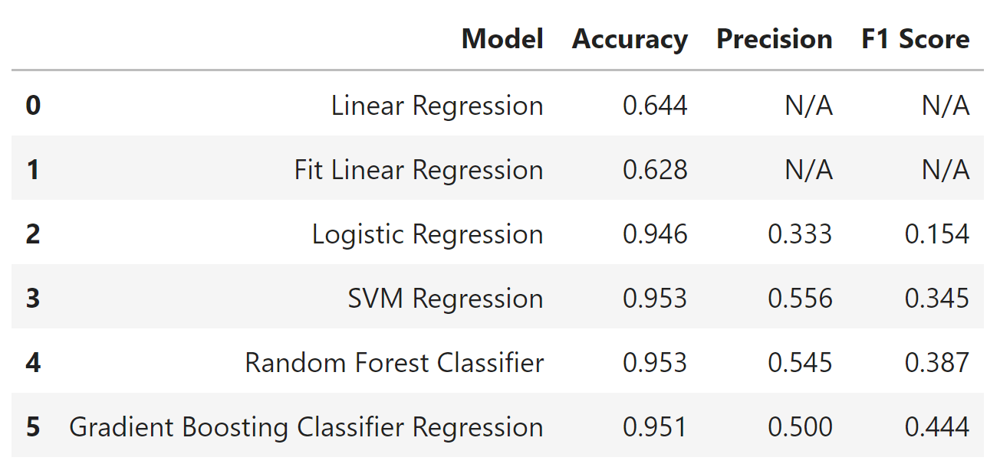 Model Accuracy Precision F1 Score
0 Linear Regression 0.644 N/A N/A
1 Fit Linear Regression 0.628 N/A N/A
2 Logistic Regression 0.946 0.333 0.154
3 SVM Regression 0.953 0.556 0.345
4 Random Forest Classifier 0.953 0.545 0.387
5 Gradient Boosting Classifier Regression 0.951 0.500 0.444